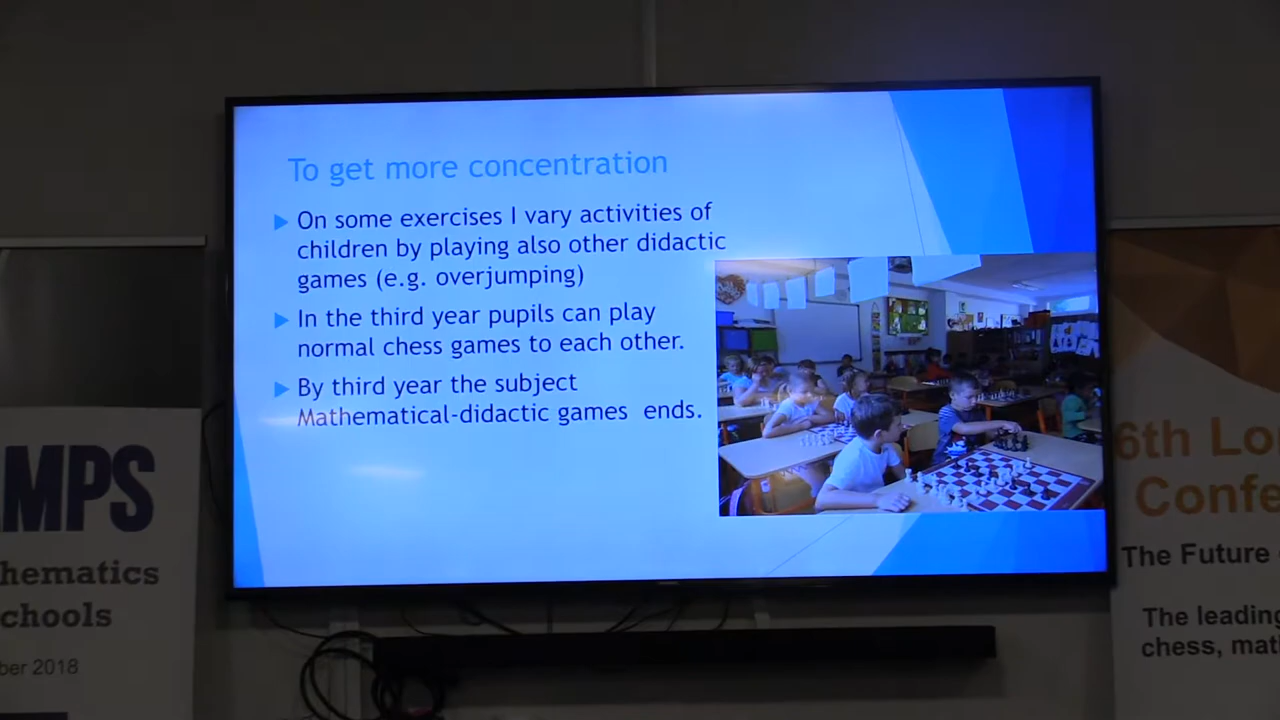 To get more concentration
On some exercises I vary activities of
children by playing also other didactic
games (e.g. overjumping)
In the third year pupils can play
normal chess games to each other.
By third year the subject
Mathematical-didactic games ends.
MPS
hematics
chools
ber 2018
6th Lo
Confe
The Future
The leading
chess, mat